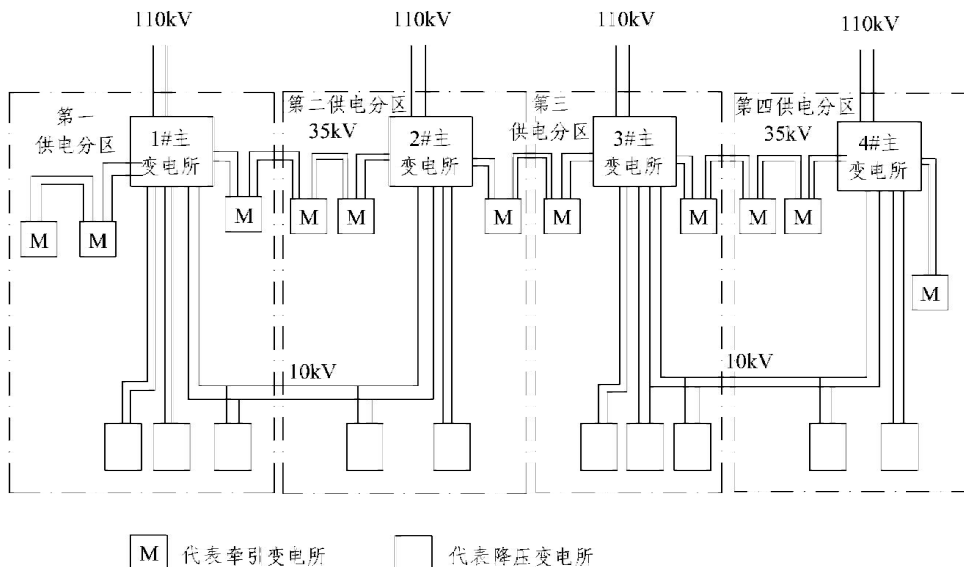 110kV
110kV
110kV
110kV
第一
供电分区
1#主
变电所
第二供电分区
35kV
2#主
变电所
第三
供电分区
3#主
变电所
第四供电分区
35kV
4#主
变电所
M
M
M
M
M
M
M
M
M
M
M
10kV
10kV
M 代表牵引变电所
代表降压变电所